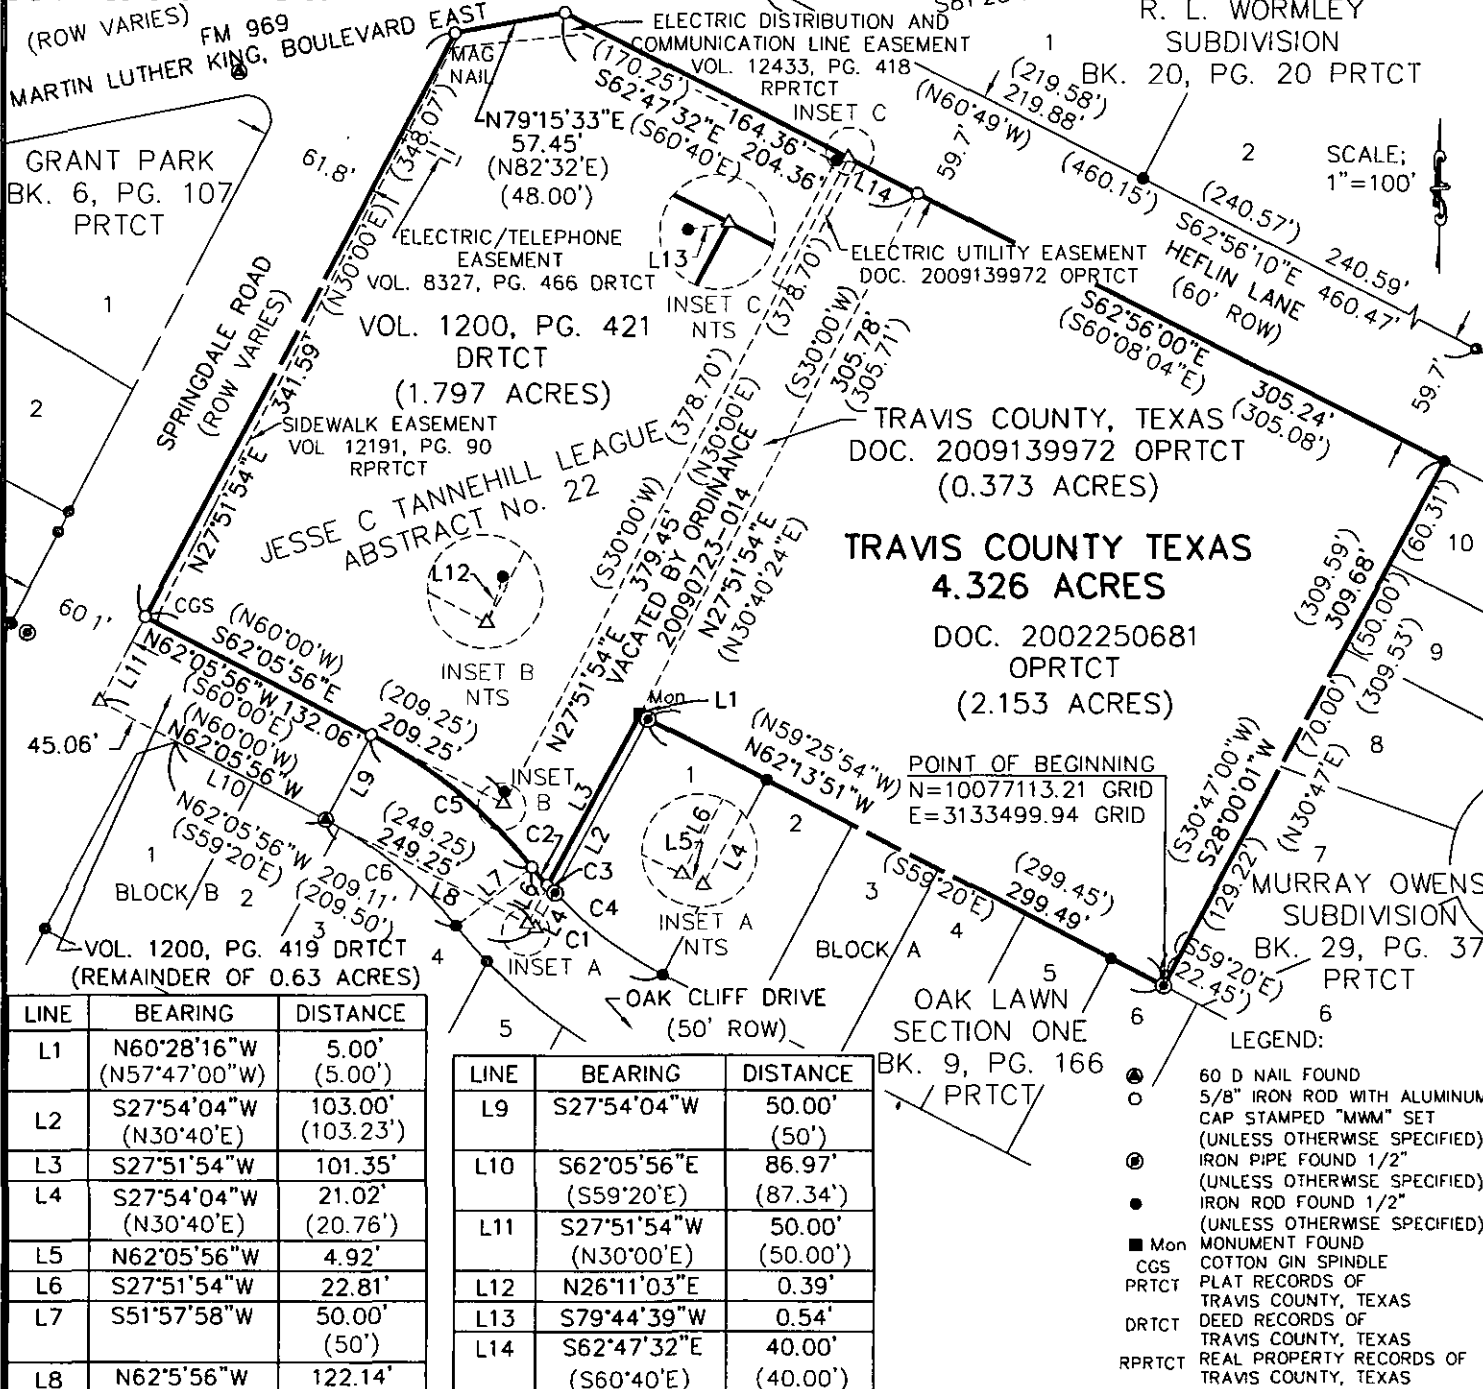 (ROW VARIES)
FM 969
MARTIN LUTHER KING, BOULEVARD EAST
MAG
NAIL
ELECTRIC DISTRIBUTION AND
COMMUNICATION LINE EASEMENT
VOL. 12433, PG. 418
RPRTCT
INSET C
(170.25')
S62°47'32"E 204.36'
164.36'
(S60°40'E)
N79°15'33"E
57.45'
(N82°32'E)
(48.00')
R. L. WORMLEY
SUBDIVISION
BK. 20, PG. 20 PRTCT
1
(219.58')
219.88'
(N60°49'W)
(460.15')
2
SCALE;
1"=100'
59.7'
(240.57')
S62°56'10"E 460.47'
240.59'
HEFLIN LANE
(60' ROW)
59.7'
GRANT PARK
BK. 6, PG. 107
PRTCT
61.8'
(348.07')
(N30°00'E)
1
2
SPRINGDALE ROAD
(ROW VARIES)
ELECTRIC/TELEPHONE
EASEMENT
VOL. 8327, PG. 466 DRTCT
L13
INSET C
NTS
L14
ELECTRIC UTILITY EASEMENT
DOC. 2009139972 OPRTCT
S62°56'00"E
(S60°08'04"E)
305.24'
(305.08')
VOL. 1200, PG. 421
DRTCT
(1.797 ACRES)
(378.70')
(S30°00'W)
305.78'
(305.71')
N27°51'54"E 341.59'
SIDEWALK EASEMENT
VOL 12191, PG. 90
RPRTCT
JESSE C TANNEHILL LEAGUE
ABSTRACT No. 22
(378.70')
(S30°00'W)
(N30°00'E)
N27°51'54"E 379.45'
VACATED BY ORDINANCE
20090723-014
N27°51'54"E
(N30°40'24"E)
TRAVIS COUNTY, TEXAS
DOC. 2009139972 OPRTCT
(0.373 ACRES)
TRAVIS COUNTY TEXAS
4.326 ACRES
DOC. 2002250681
OPRTCT
(2.153 ACRES)
(309.59')
309.68'
(60.31')
(50.00')
(70.00')
(309.53')
(129.22')
(S30°47'00"W)
S28°00'01"W
(N30°47'E)
10
9
8
7
L12
INSET B
NTS
60.1'
CGS
(N60°00'W)
S62°05'56"E
N62°05'56"W 132.06'
(S60°00'E)
(N60°00'W)
N62°05'56"W
L11
45.06'
L10
L9
(209.25')
209.25'
N62°05'56"W 209.11'
(S59°20'E) (209.50')
(249.25)
249.25'
C5
C6
INSET
B
C2
C3
C4
C1
L8
L7
L6
L4
L3
L2
INSET A
Mon
L1
(N59°25'54"W)
N62°13'51"W
1
2
3
4
5
6
L5
L6
L4
INSET A
NTS
BLOCK A
(S59°20'E)
(299.45')
299.49'
POINT OF BEGINNING
N=10077113.21 GRID
E=3133499.94 GRID
MURRAY OWENS
SUBDIVISION
BK. 29, PG. 37
PRTCT
6
(S59°20'E)
(22.45')
1
BLOCK B
2
3
4
5
VOL. 1200, PG. 419 DRTCT
(REMAINDER OF 0.63 ACRES)
OAK CLIFF DRIVE
(50' ROW)
OAK LAWN
SECTION ONE
BK. 9, PG. 166
PRTCT
LINE BEARING DISTANCE
L1 N60°28'16"W 5.00'
(N57°47'00"W) (5.00')
L2 S27°54'04"W 103.00'
(N30°40'E) (103.23')
L3 S27°51'54"W 101.35'
L4 S27°54'04"W 21.02'
(N30°40'E) (20.76')
L5 N62°05'56"W 4.92'
L6 S27°51'54"W 22.81'
L7 S51°57'58"W 50.00'
(50')
L8 N62°5'56"W 122.14'
LINE BEARING DISTANCE
L9 S27°54'04"W 50.00'
(50')
L10 S62°05'56"E 86.97'
(S59°20'E) (87.34')
L11 S27°51'54"W 50.00'
(N30°00'E) (50.00')
L12 N26°11'03"E 0.39'
L13 S79°44'39"W 0.54'
L14 S62°47'32"E 40.00'
(S60°40'E) (40.00')
LEGEND:
60 D NAIL FOUND
5/8" IRON ROD WITH ALUMINUM
CAP STAMPED "MWM" SET
(UNLESS OTHERWISE SPECIFIED)
IRON PIPE FOUND 1/2"
(UNLESS OTHERWISE SPECIFIED)
IRON ROD FOUND 1/2"
(UNLESS OTHERWISE SPECIFIED)
Mon MONUMENT FOUND
CGS COTTON GIN SPINDLE
PRTCT PLAT RECORDS OF
TRAVIS COUNTY, TEXAS
DRTCT DEED RECORDS OF
TRAVIS COUNTY, TEXAS
RPRTCT REAL PROPERTY RECORDS OF
TRAVIS COUNTY, TEXAS